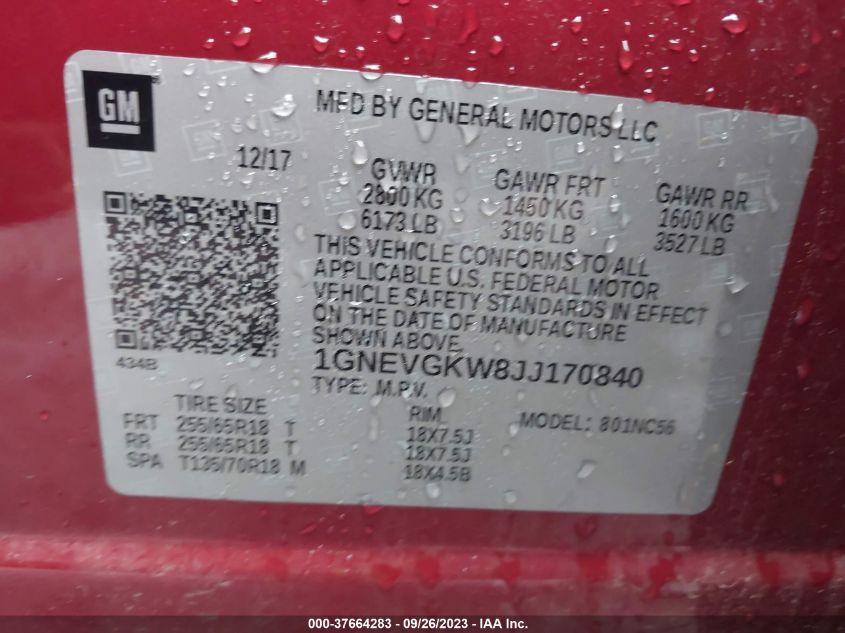 GM
MFD BY GENERAL MOTORS LLC
12/17
GVWR GAWR FRT GAWR RR
2800 KG 1450 KG 1600 KG
6173 LB 3196 LB 3527 LB
THIS VEHICLE CONFORMS TO ALL
APPLICABLE U.S. FEDERAL MOTOR
VEHICLE SAFETY STANDARDS IN EFFECT
ON THE DATE OF MANUFACTURE
SHOWN ABOVE.
434B
1GNEVGKW8JJ170840
TYPE: M.P.V.
TIRE SIZE RIM MODEL: 801NC56
FRT 255/65R18 T 18X7.5J
RR 255/65R18 T 18X7.5J
SPA T135/70R18 M 18X4.5B
000-37664283 - 09/26/2023 - IAA Inc.